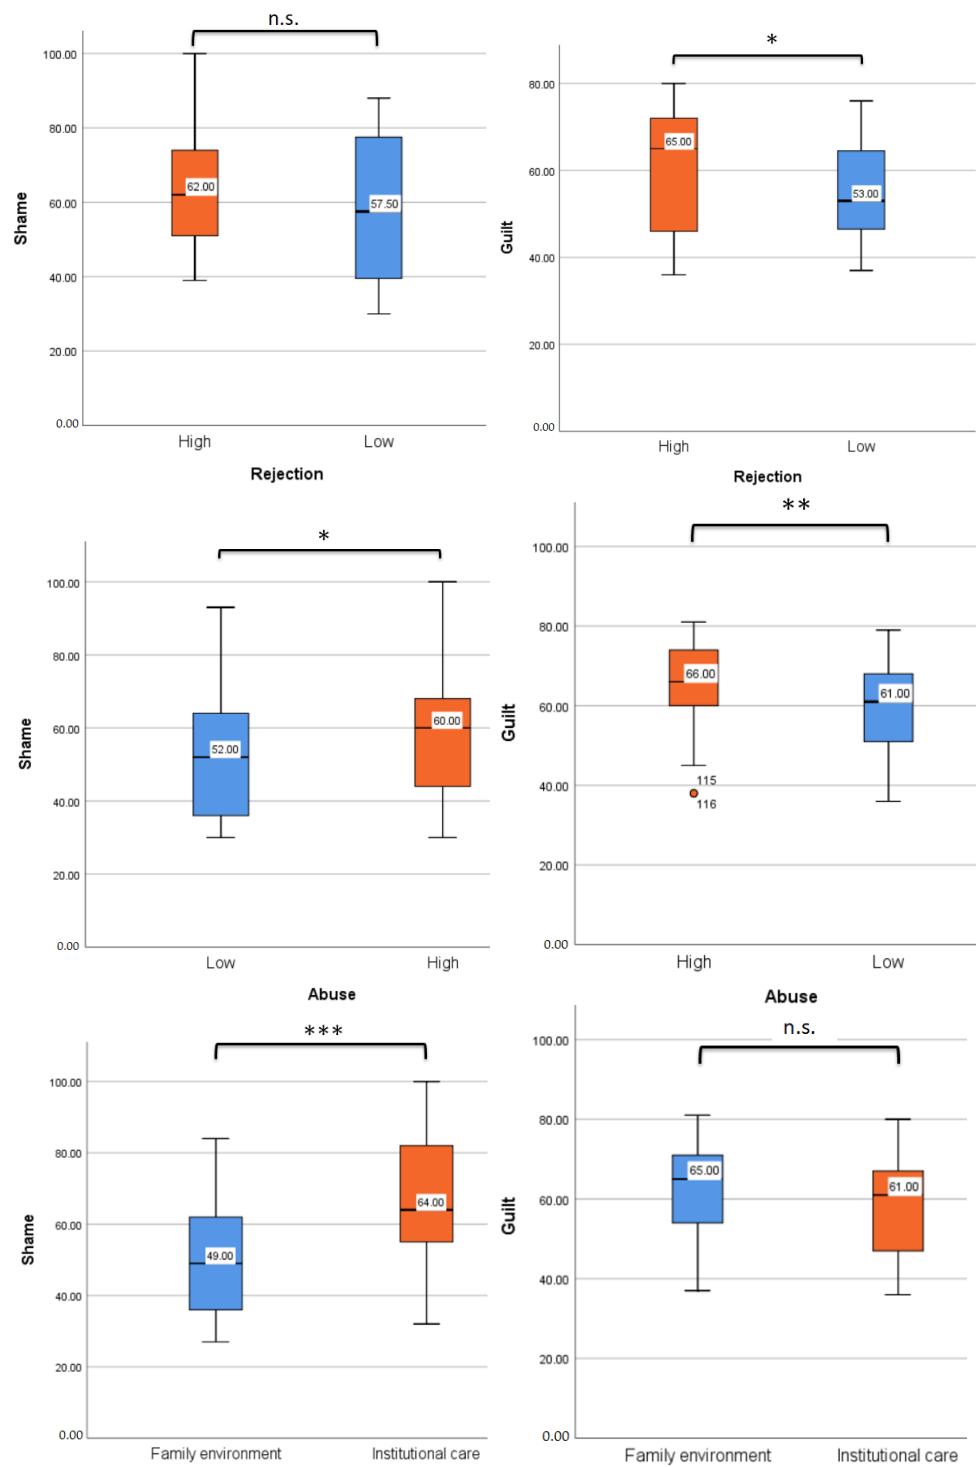 n.s.
100.00
80.00
60.00
40.00
20.00
0.00
Shame
62.00
57.50
High
Low
Rejection
*
80.00
60.00
40.00
20.00
0.00
Guilt
65.00
53.00
High
Low
Rejection
*
100.00
80.00
60.00
40.00
20.00
0.00
Shame
52.00
60.00
Low
High
Abuse
**
100.00
80.00
60.00
40.00
20.00
0.00
Guilt
66.00
61.00
115
116
High
Low
Abuse
***
100.00
80.00
60.00
40.00
20.00
0.00
Shame
49.00
64.00
Family environment
Institutional care
n.s.
100.00
80.00
60.00
40.00
20.00
0.00
Guilt
65.00
61.00
Family environment
Institutional care